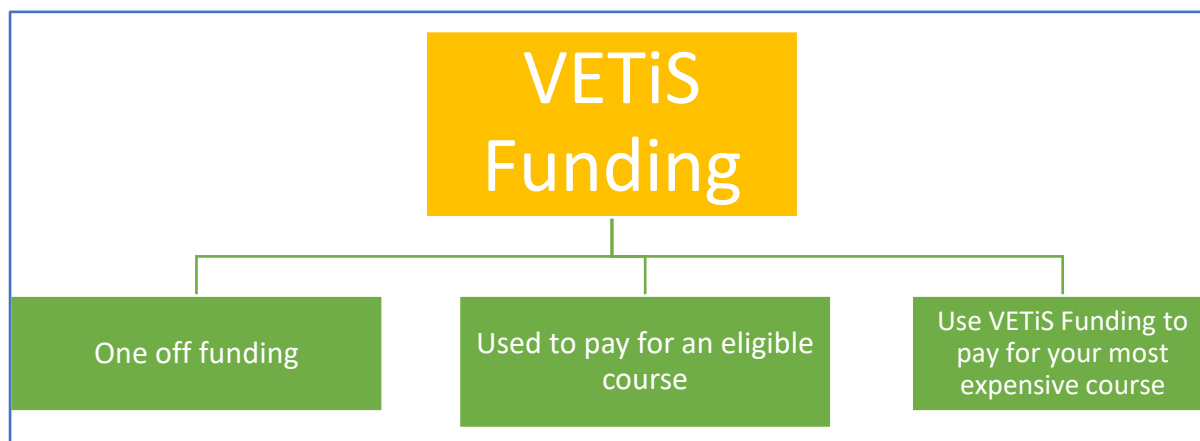 VETiS
Funding
One off funding
Used to pay for an eligible
course
Use VETiS Funding to
pay for your most
expensive course